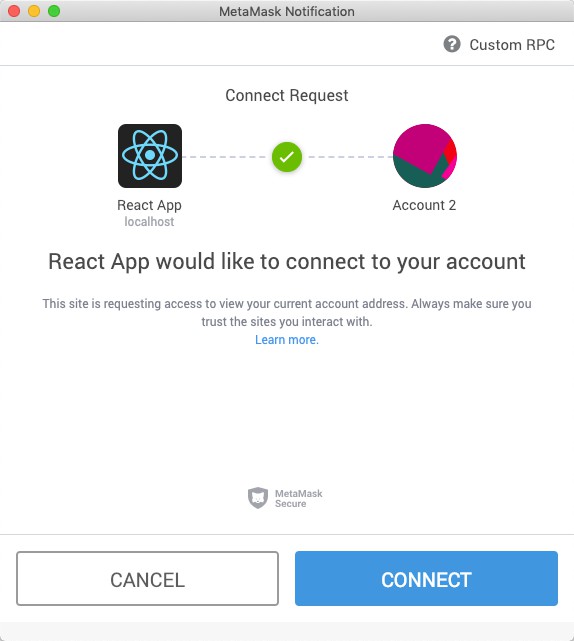 MetaMask Notification
? Custom RPC
Connect Request
React App
localhost
Account 2
React App would like to connect to your account
This site is requesting access to view your current account address. Always make sure you
trust the sites you interact with.
Learn more.
MetaMask
Secure
CANCEL
CONNECT